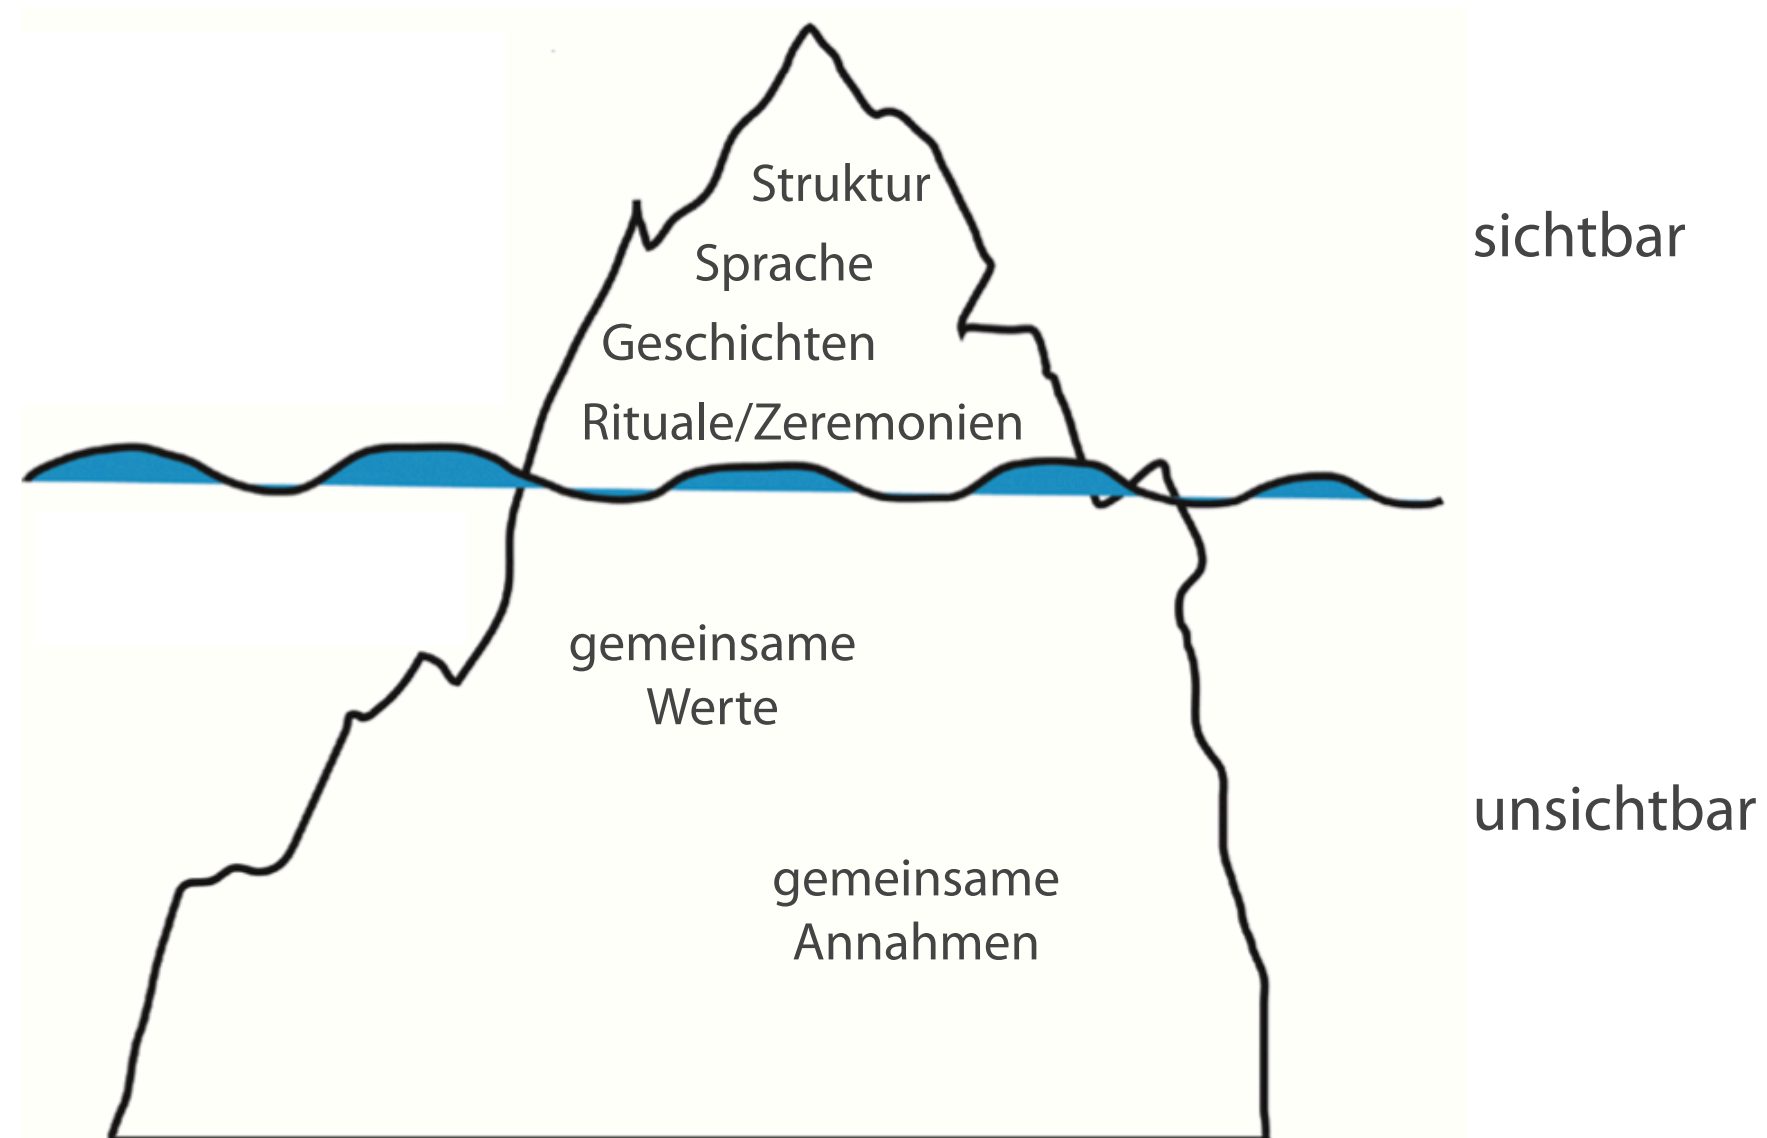 Struktur
sichtbar
Sprache
Geschichten
Rituale/Zeremonien
gemeinsame
Werte
unsichtbar
gemeinsame
Annahmen